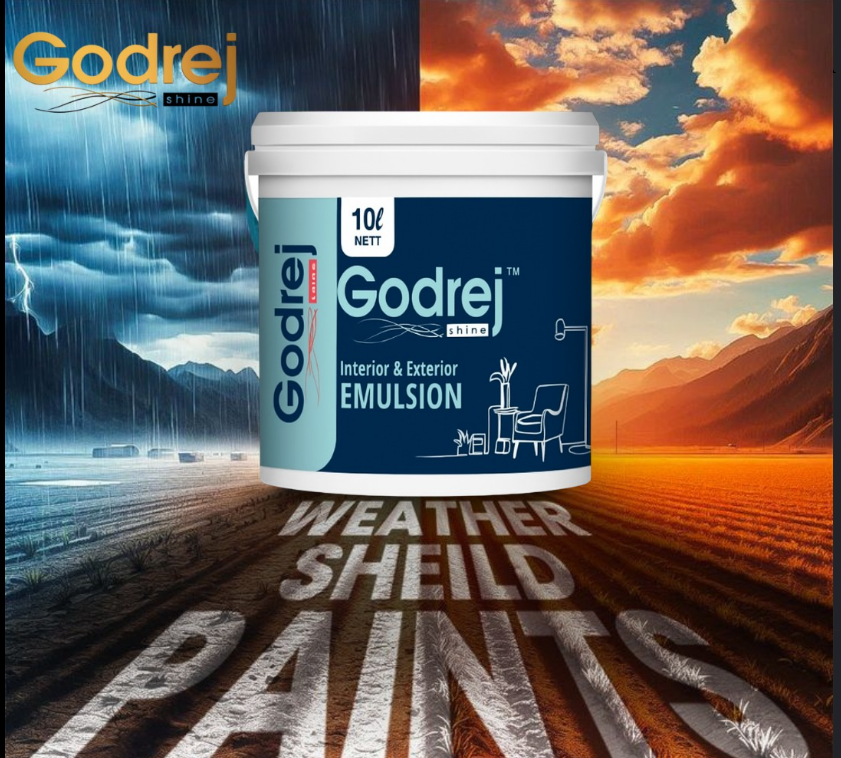 Godrej
shine
10ℓ
NETT
Godrej
shine
Godrej™
shine
Interior & Exterior
EMULSION
WEATHER
SHEILD
PAINTS